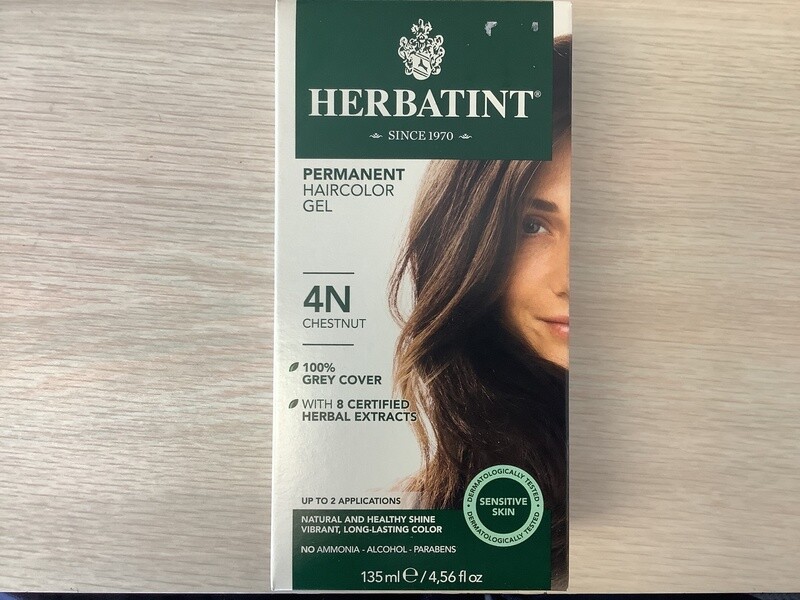 HERBATINT®
SINCE 1970
PERMANENT
HAIRCOLOR
GEL
4N
CHESTNUT
100%
GREY COVER
WITH 8 CERTIFIED
HERBAL EXTRACTS
UP TO 2 APPLICATIONS
NATURAL AND HEALTHY SHINE
VIBRANT, LONG-LASTING COLOR
NO AMMONIA - ALCOHOL - PARABENS
DERMATOLOGICALLY TESTED
SENSITIVE
SKIN
DERMATOLOGICALLY TESTED
135 ml ℮ / 4,56 fl oz